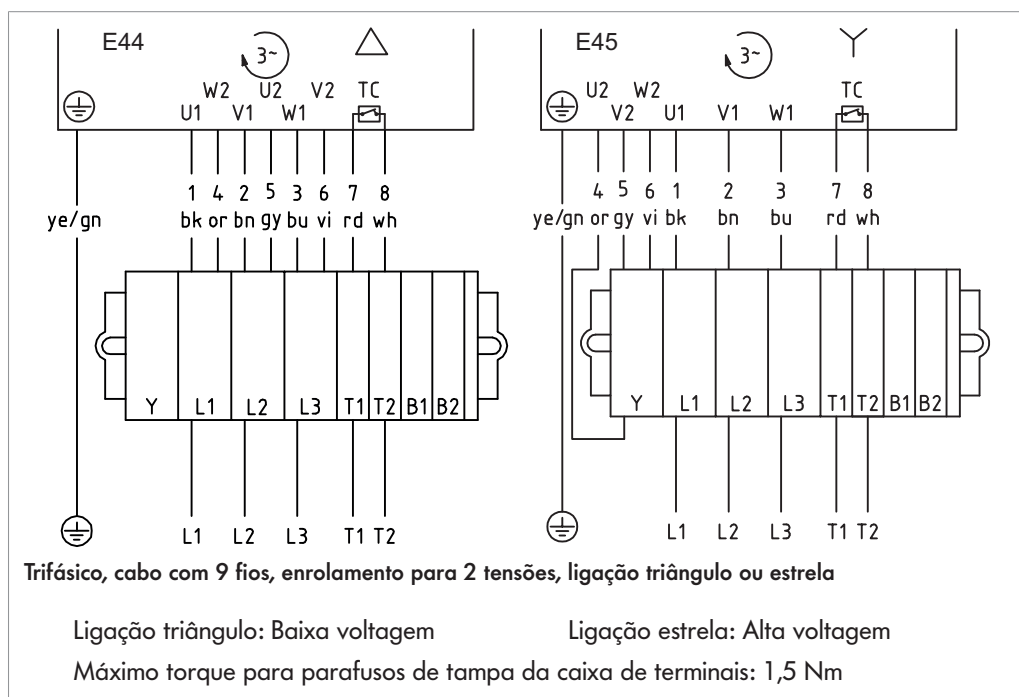 E44 3~ E45 3~
W2 U2 V2 TC U2 W2 TC
U1 V1 W1 V2 U1 V1 W1
1 4 2 5 3 6 7 8 4 5 6 1 2 3 7 8
ye/gn bk or bn gy bu vi rd wh ye/gn or gy vi bk bn bu rd wh
Y L1 L2 L3 T1 T2 B1 B2 Y L1 L2 L3 T1 T2 B1 B2
L1 L2 L3 T1 T2 L1 L2 L3 T1 T2
Trifásico, cabo com 9 fios, enrolamento para 2 tensões, ligação triângulo ou estrela
Ligação triângulo: Baixa voltagem Ligação estrela: Alta voltagem
Máximo torque para parafusos de tampa da caixa de terminais: 1,5 Nm